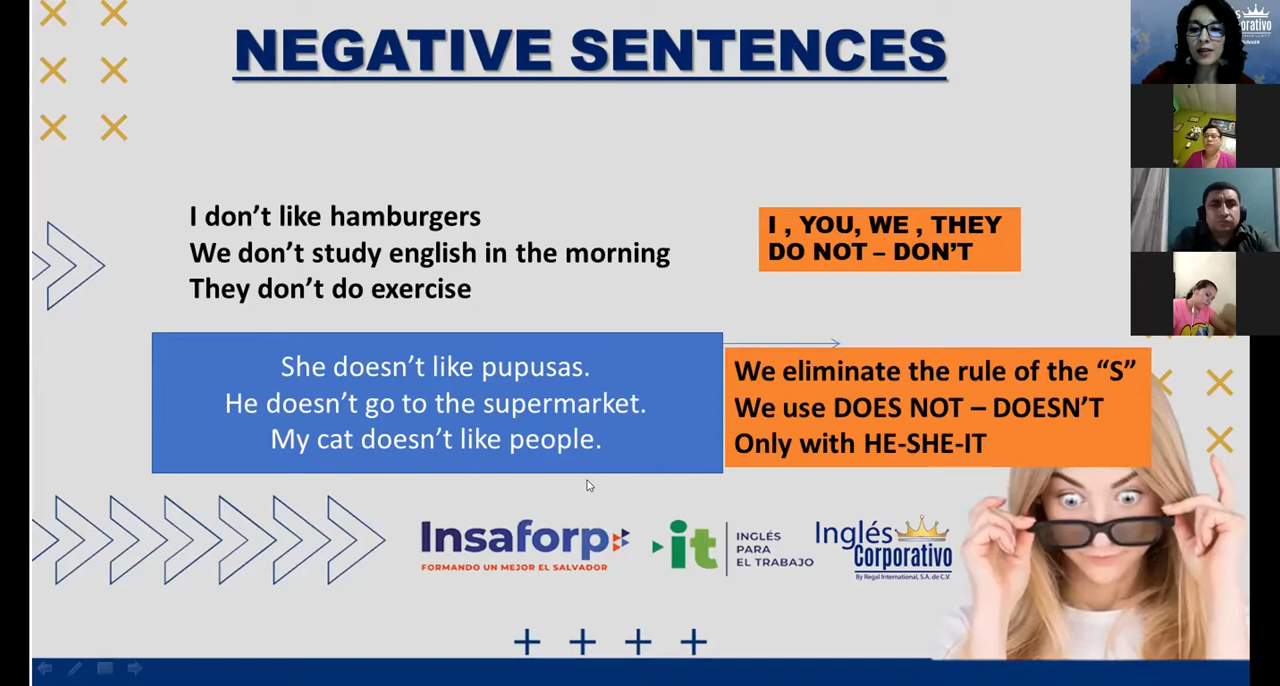 NEGATIVE SENTENCES
I don't like hamburgers
We don't study english in the morning
They don't do exercise
I , YOU, WE , THEY
DO NOT – DON'T
She doesn't like pupusas.
He doesn't go to the supermarket.
My cat doesn't like people.
We eliminate the rule of the “S”
We use DOES NOT – DOESN'T
Only with HE-SHE-IT
Insaforp
FORMANDO UN MEJOR EL SALVADOR
it
INGLÉS
PARA
EL TRABAJO
Inglés
Corporativo
By Regal International, S.A. de C.V.